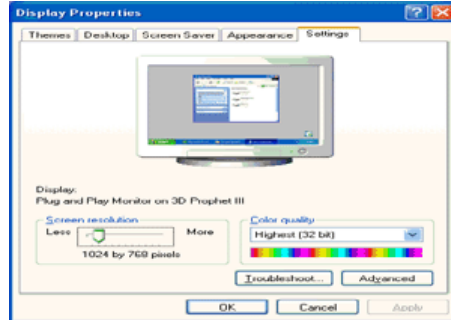 Display Properties
Themes Desktop Screen Saver Appearance Settings
Display:
Plug and Play Monitor on 3D Prophet III
Screen resolution
Less More
1024 by 768 pixels
Color quality
Highest (32 bit)
Troubleshoot... Advanced
OK Cancel Apply